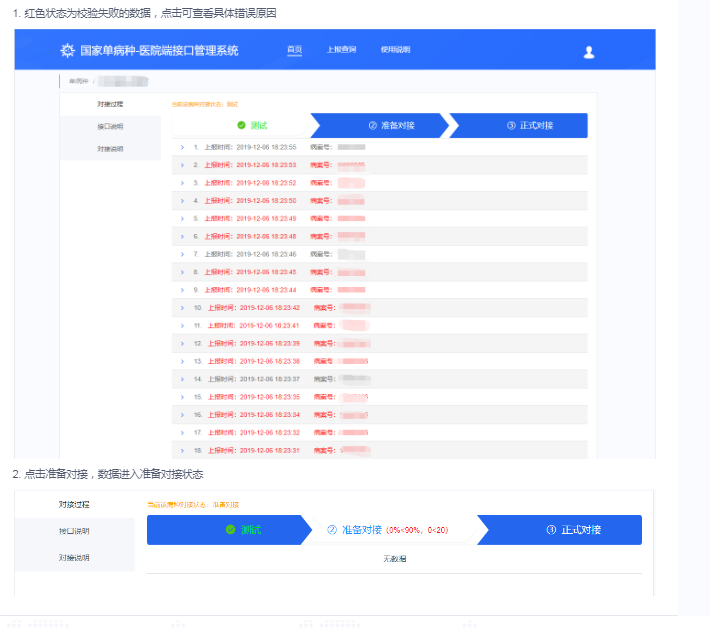 1. 红色状态为校验失败的数据，点击可查看具体错误原因
国家单病种-医院端接口管理系统 首页 上报查询 使用说明
单病种 /
对接过程
接口说明
对接说明
当前该病种对接状态：测试
测试 ② 准备对接 ③ 正式对接
1. 上报时间：2019-12-06 18:23:55 病案号：
2. 上报时间：2019-12-06 18:23:53 病案号：
3. 上报时间：2019-12-06 18:23:52 病案号：
4. 上报时间：2019-12-06 18:23:50 病案号：
5. 上报时间：2019-12-06 18:23:49 病案号：
6. 上报时间：2019-12-06 18:23:48 病案号：
7. 上报时间：2019-12-06 18:23:46 病案号：
8. 上报时间：2019-12-06 18:23:45 病案号：
9. 上报时间：2019-12-06 18:23:44 病案号：
10. 上报时间：2019-12-06 18:23:42 病案号：
11. 上报时间：2019-12-06 18:23:41 病案号：
12. 上报时间：2019-12-06 18:23:39 病案号：
13. 上报时间：2019-12-06 18:23:38 病案号：
14. 上报时间：2019-12-06 18:23:37 病案号：
15. 上报时间：2019-12-06 18:23:35 病案号：
16. 上报时间：2019-12-06 18:23:34 病案号：
17. 上报时间：2019-12-06 18:23:32 病案号：
18. 上报时间：2019-12-06 18:23:31 病案号：
2. 点击准备对接，数据进入准备对接状态
对接过程
接口说明
对接说明
当前该病种对接状态：准备对接
测试 ② 准备对接 (0%<90%，0<20) ③ 正式对接
无数据